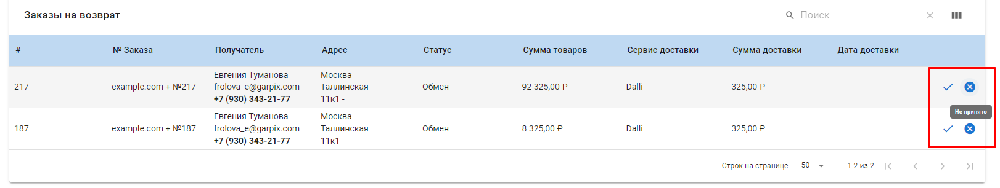 Заказы на возврат
Поиск
# № Заказа Получатель Адрес Статус Сумма товаров Сервис доставки Сумма доставки Дата доставки
217 example.com + №217 Евгения Туманова Москва Обмен 92 325,00 ₽ Dalli 325,00 ₽
frolova_e@garpix.com Таллинская
+7 (930) 343-21-77 11к1 -
Не принято
187 example.com + №187 Евгения Туманова Москва Обмен 8 325,00 ₽ Dalli 325,00 ₽
frolova_e@garpix.com Таллинская
+7 (930) 343-21-77 11к1 -
Строк на странице 50 1-2 из 2